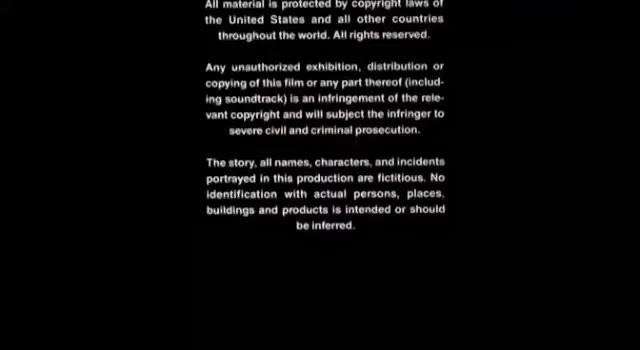 All material is protected by copyright laws of
the United States and all other countries
throughout the world. All rights reserved.
Any unauthorized exhibition, distribution or
copying of this film or any part thereof (includ-
ing soundtrack) is an infringement of the rele-
vant copyright and will subject the infringer to
severe civil and criminal prosecution.
The story, all names, characters, and incidents
portrayed in this production are fictitious. No
identification with actual persons, places,
buildings and products is intended or should
be inferred.